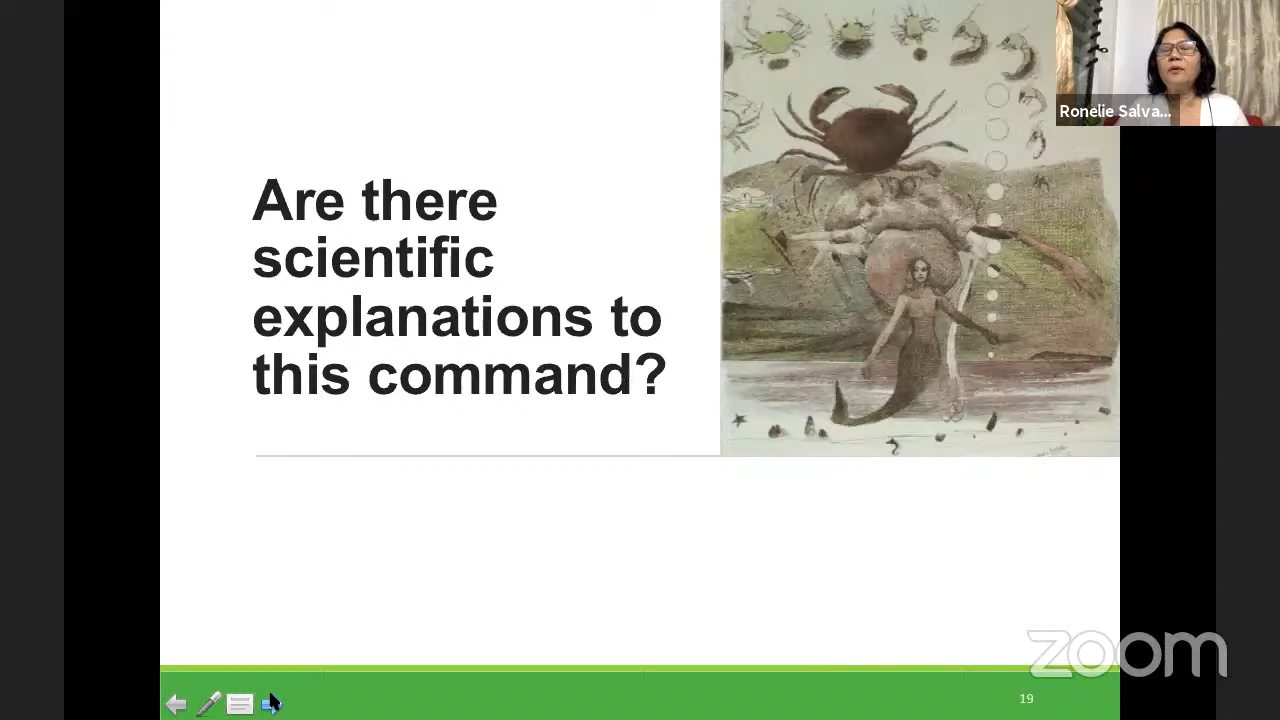 Are there
scientific
explanations to
this command?
Ronelie Salva...
19
zoom